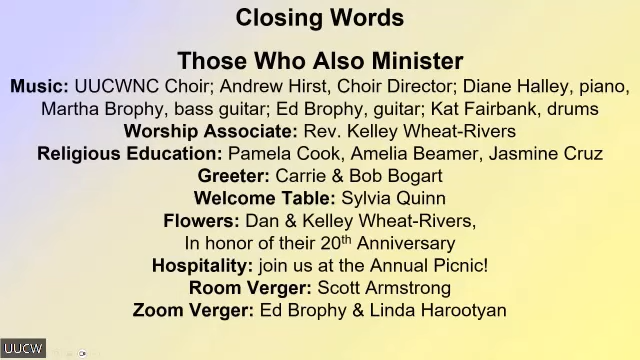 Closing Words
Those Who Also Minister
Music: UUCWNC Choir; Andrew Hirst, Choir Director; Diane Halley, piano,
Martha Brophy, bass guitar; Ed Brophy, guitar; Kat Fairbank, drums
Worship Associate: Rev. Kelley Wheat-Rivers
Religious Education: Pamela Cook, Amelia Beamer, Jasmine Cruz
Greeter: Carrie & Bob Bogart
Welcome Table: Sylvia Quinn
Flowers: Dan & Kelley Wheat-Rivers,
In honor of their 20th Anniversary
Hospitality: join us at the Annual Picnic!
Room Verger: Scott Armstrong
Zoom Verger: Ed Brophy & Linda Harootyan
UUCW